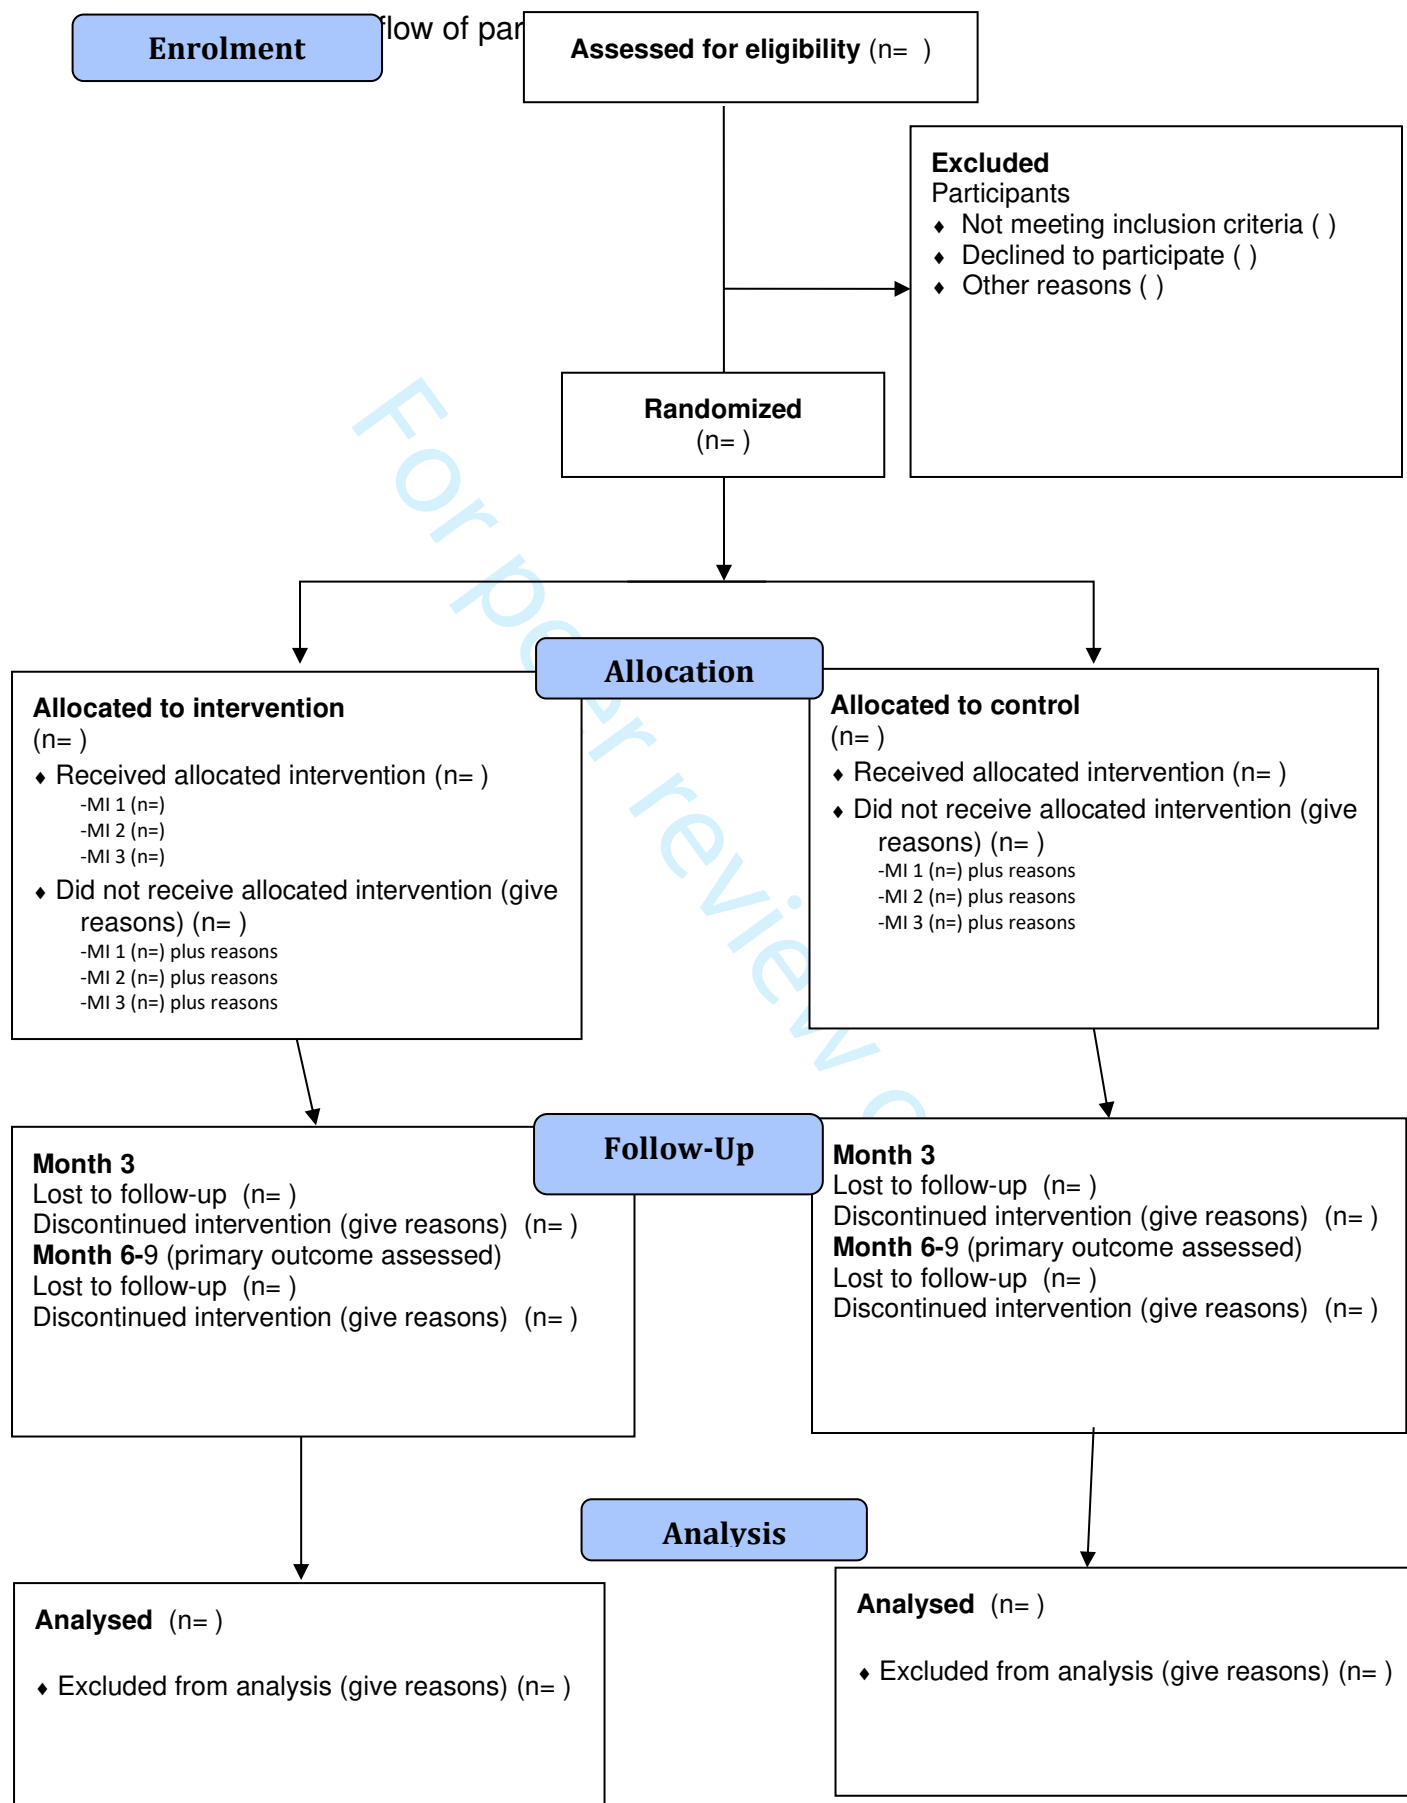 flow of par
Enrolment
Assessed for eligibility (n=  )
Excluded
Participants
♦ Not meeting inclusion criteria ( )
♦ Declined to participate ( )
♦ Other reasons ( )
Randomized
(n= )
Allocation
Allocated to intervention
(n= )
♦ Received allocated intervention (n= )
-MI 1 (n=)
-MI 2 (n=)
-MI 3 (n=)
♦ Did not receive allocated intervention (give
reasons) (n= )
-MI 1 (n=) plus reasons
-MI 2 (n=) plus reasons
-MI 3 (n=) plus reasons
Allocated to control
(n= )
♦ Received allocated intervention (n= )
♦ Did not receive allocated intervention (give
reasons) (n= )
-MI 1 (n=) plus reasons
-MI 2 (n=) plus reasons
-MI 3 (n=) plus reasons
Follow-Up
Month 3
Lost to follow-up  (n= )
Discontinued intervention (give reasons)  (n= )
Month 6-9 (primary outcome assessed)
Lost to follow-up  (n= )
Discontinued intervention (give reasons)  (n= )
Month 3
Lost to follow-up  (n= )
Discontinued intervention (give reasons)  (n= )
Month 6-9 (primary outcome assessed)
Lost to follow-up  (n= )
Discontinued intervention (give reasons)  (n= )
Analysis
Analysed  (n= )
♦ Excluded from analysis (give reasons) (n= )
Analysed  (n= )
♦ Excluded from analysis (give reasons) (n= )
For peer review